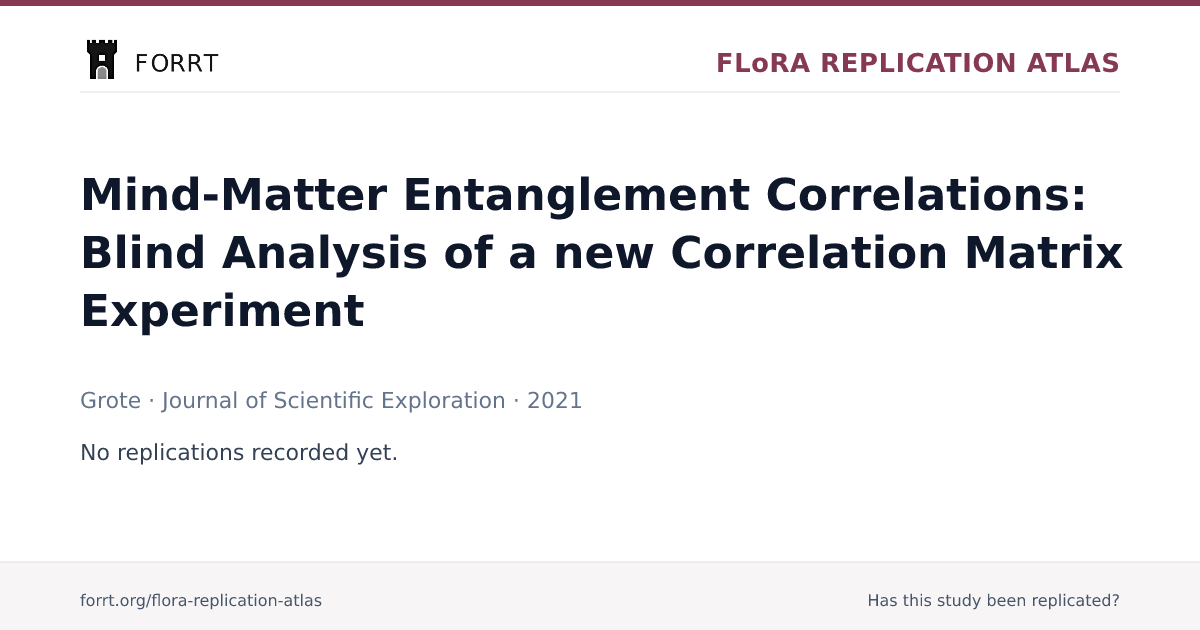 FORRT
FLoRA REPLICATION ATLAS
Mind-Matter Entanglement Correlations:
Blind Analysis of a new Correlation Matrix
Experiment
Grote · Journal of Scientific Exploration · 2021
No replications recorded yet.
forrt.org/flora-replication-atlas
Has this study been replicated?